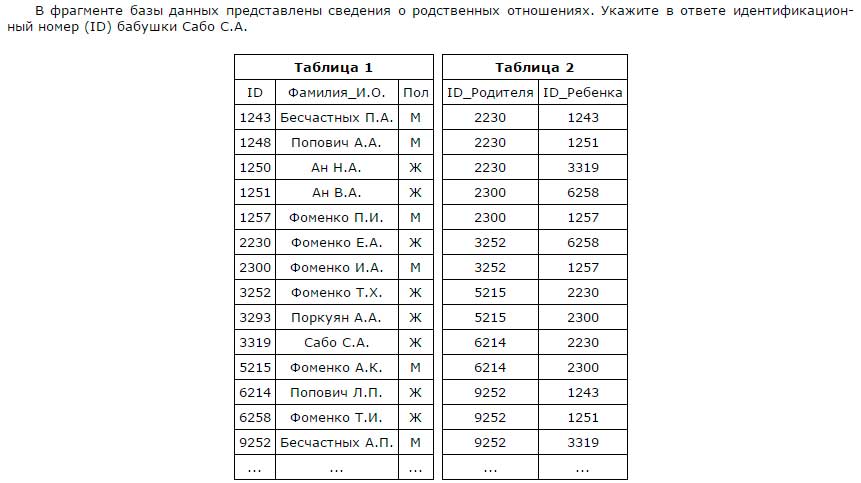 В фрагменте базы данных представлены сведения о родственных отношениях. Укажите в ответе идентификацион-
ный номер (ID) бабушки Сабо С.А.
Таблица 1 Таблица 2
ID Фамилия_И.О. Пол ID_Родителя ID_Ребенка
1243 Бесчастных П.А. М 2230 1243
1248 Попович А.А. М 2230 1251
1250 Ан Н.А. Ж 2230 3319
1251 Ан В.А. Ж 2300 6258
1257 Фоменко П.И. М 2300 1257
2230 Фоменко Е.А. Ж 3252 6258
2300 Фоменко И.А. М 3252 1257
3252 Фоменко Т.Х. Ж 5215 2230
3293 Поркуян А.А. Ж 5215 2300
3319 Сабо С.А. Ж 6214 2230
5215 Фоменко А.К. М 6214 2300
6214 Попович Л.П. Ж 9252 1243
6258 Фоменко Т.И. Ж 9252 1251
9252 Бесчастных А.П. М 9252 3319
... ... ... ... ...